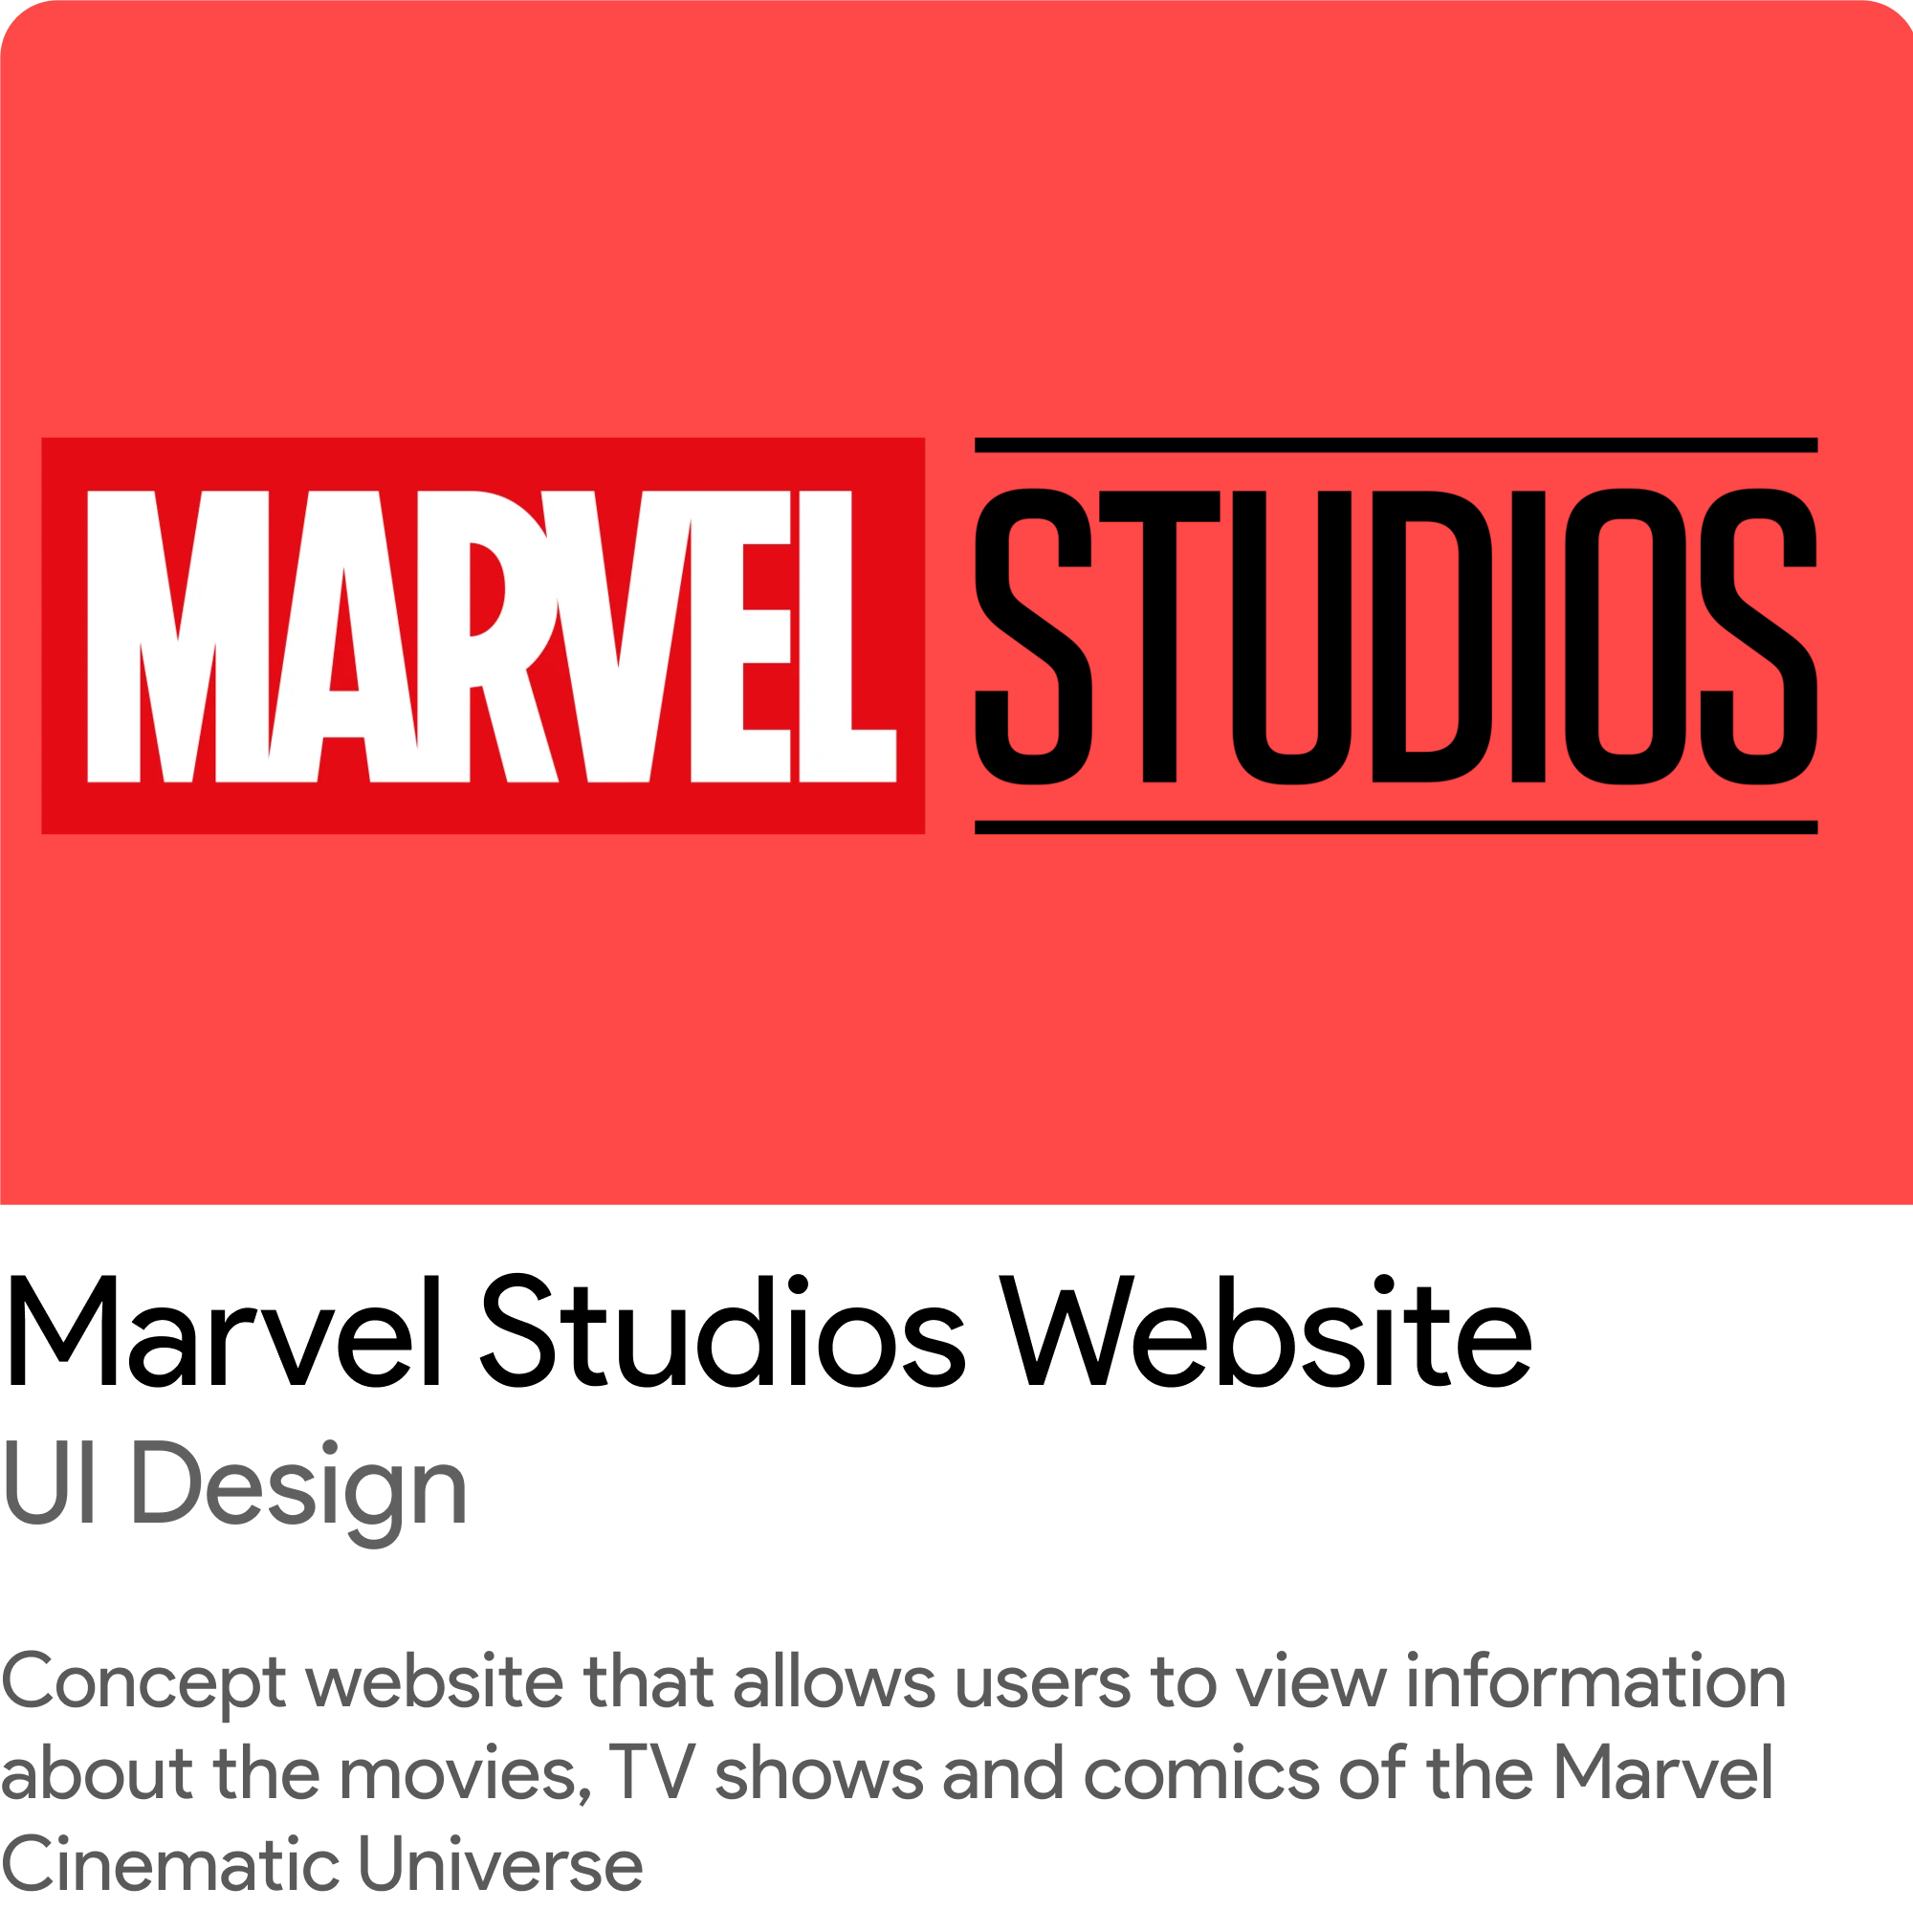 MARVEL STUDIOS
Marvel Studios Website
UI Design
Concept website that allows users to view information
about the movies, TV shows and comics of the Marvel
Cinematic Universe